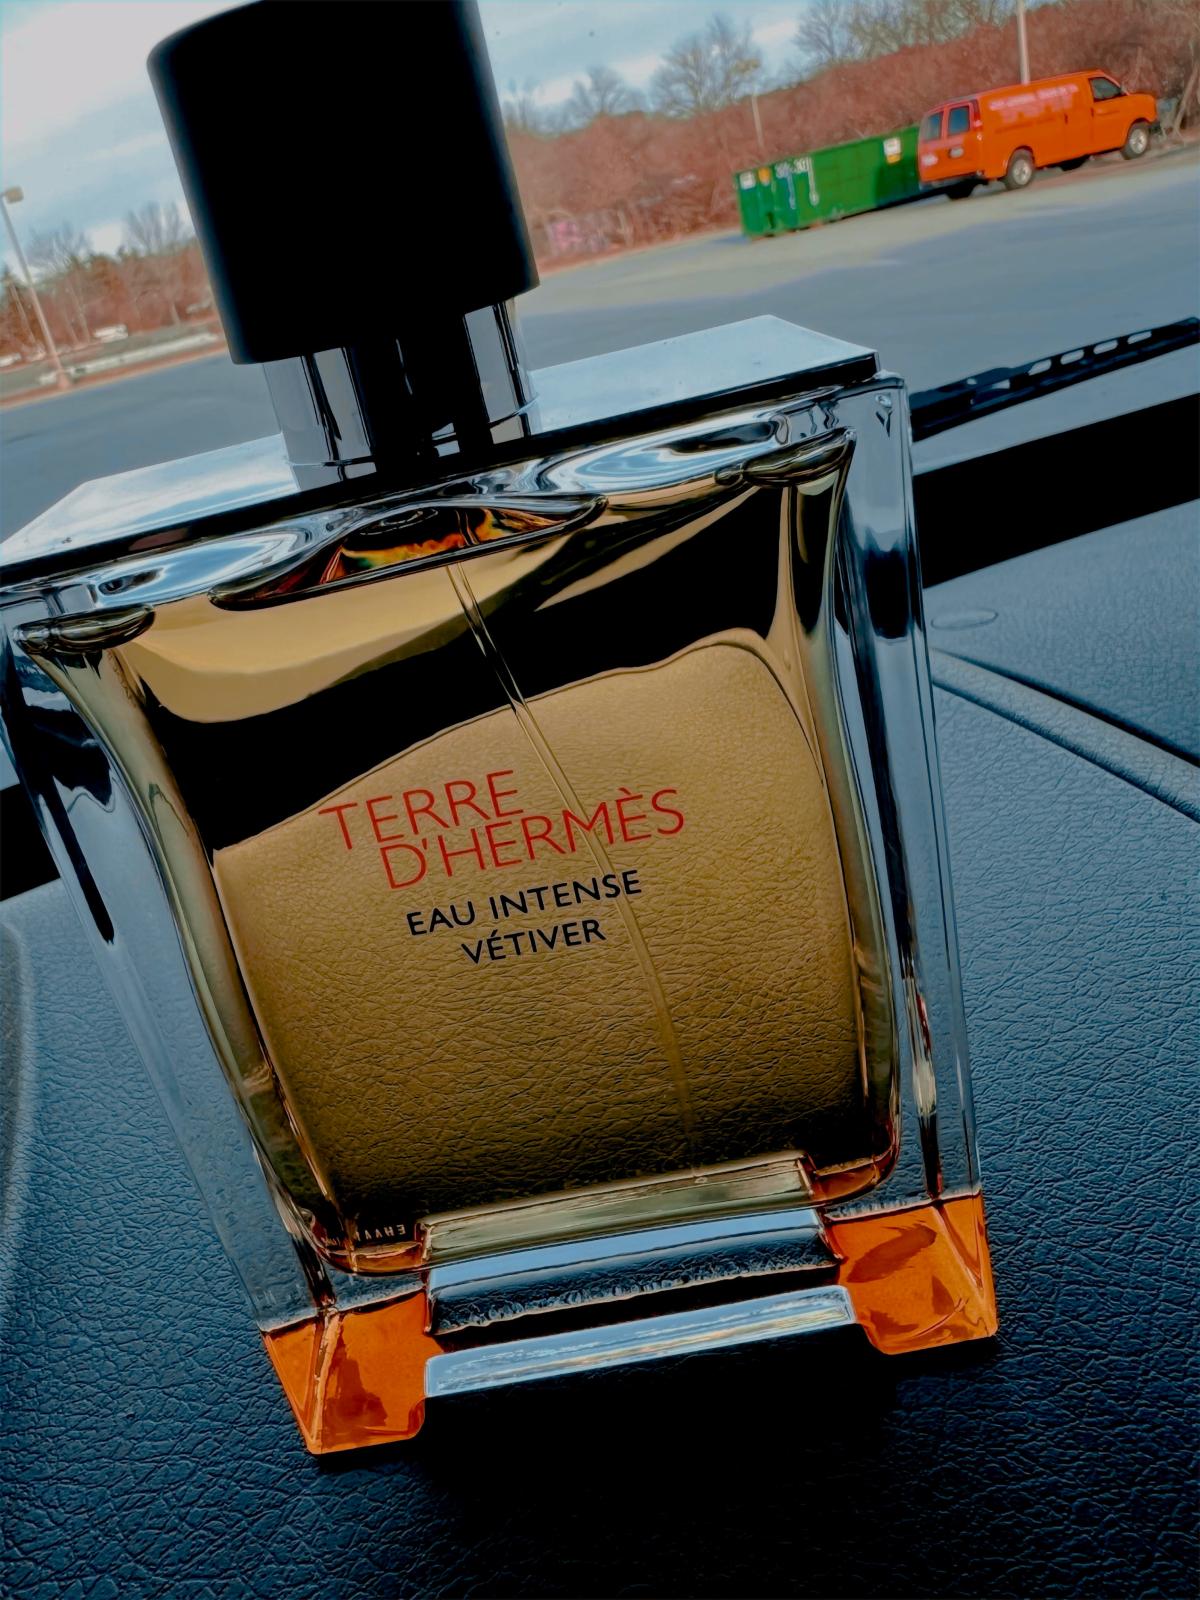 TERRE
D'HERMÈS
EAU INTENSE
VÉTIVER